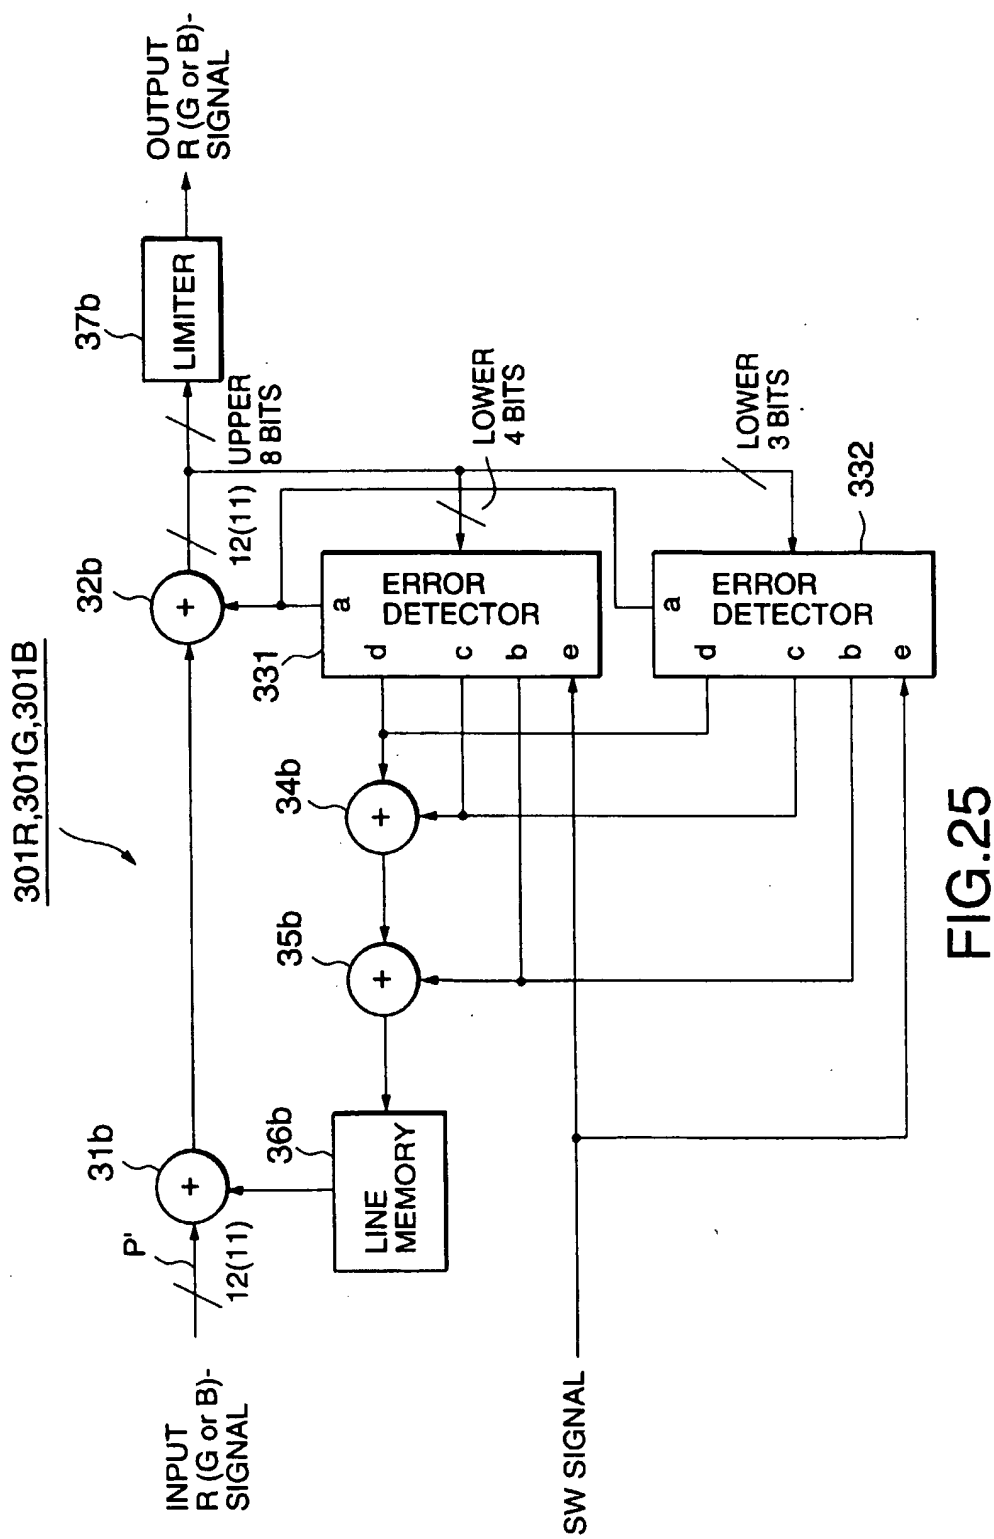 301R,301G,301B
INPUT
R (G or B)-
SIGNAL
P'
12(11)
31b
+
32b
+
12(11)
UPPER
8 BITS
37b
LIMITER
OUTPUT
R (G or B)-
SIGNAL
36b
LINE
MEMORY
35b
+
34b
+
331
a
d
c
b
e
ERROR
DETECTOR
LOWER
4 BITS
LOWER
3 BITS
332
a
d
c
b
e
ERROR
DETECTOR
SW SIGNAL
FIG.25